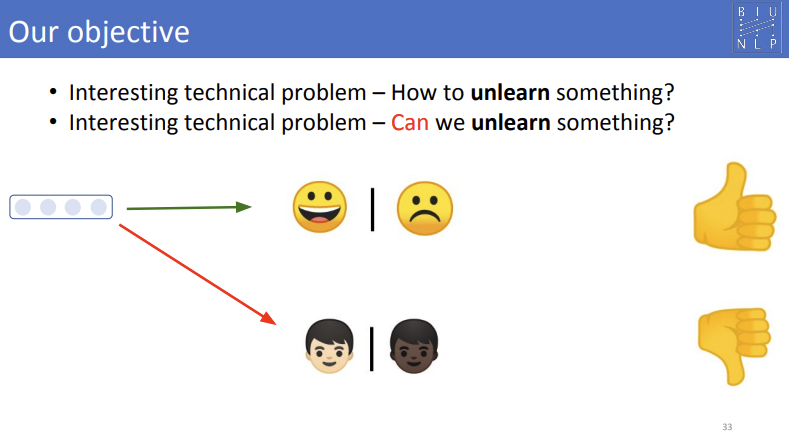 Our objective
B I U
N L P
• Interesting technical problem – How to unlearn something?
• Interesting technical problem – Can we unlearn something?
33